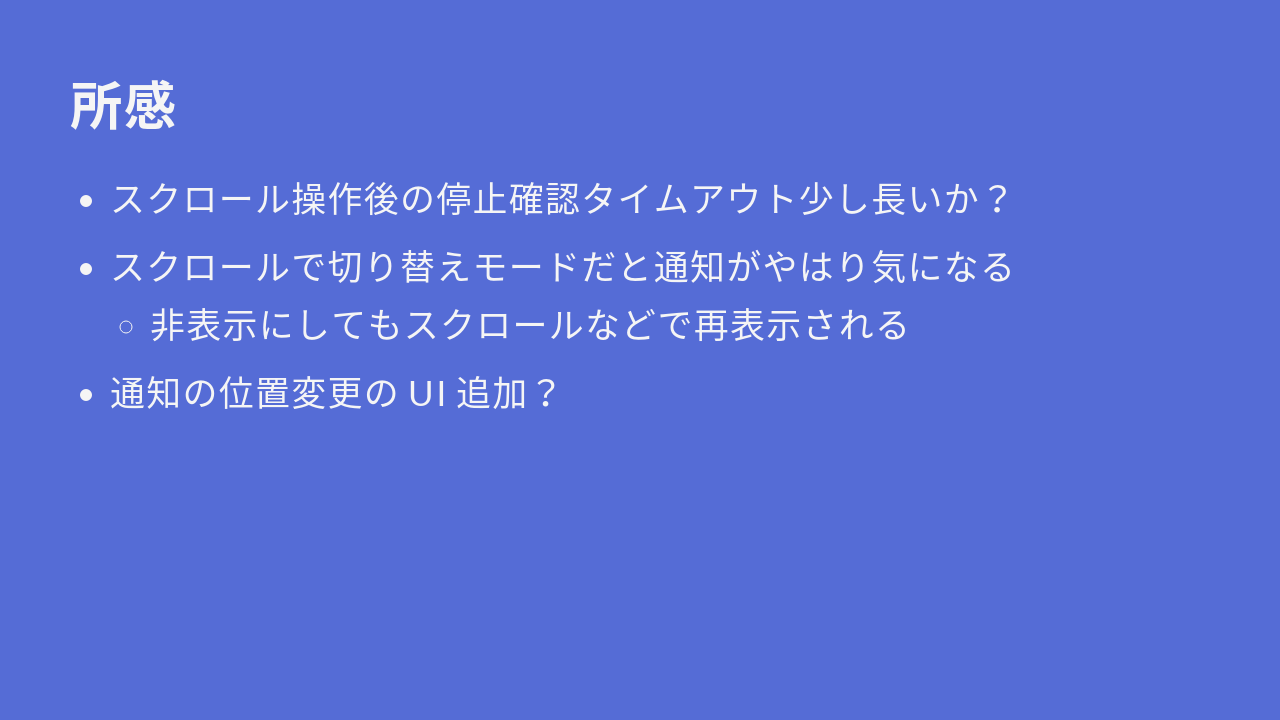 所感
スクロール操作後の停止確認タイムアウト少し長いか？
スクロールで切り替えモードだと通知がやはり気になる
非表示にしてもスクロールなどで再表示される
通知の位置変更の UI 追加？